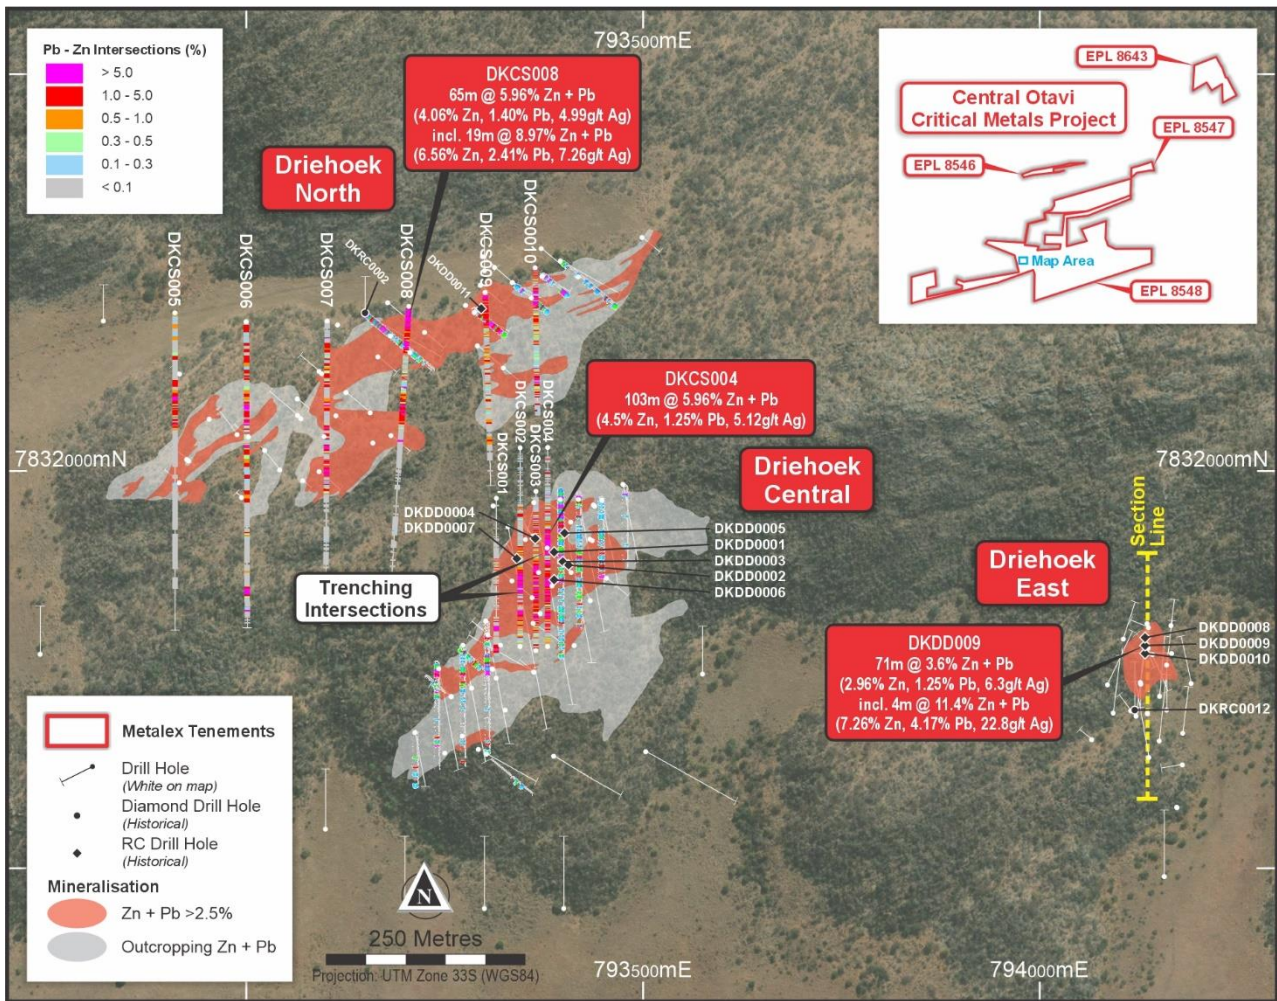 793500mE
Pb - Zn Intersections (%)
> 5.0
1.0 - 5.0
0.5 - 1.0
0.3 - 0.5
0.1 - 0.3
< 0.1
DKCS008
65m @ 5.96% Zn + Pb
(4.06% Zn, 1.40% Pb, 4.99g/t Ag)
incl. 19m @ 8.97% Zn + Pb
(6.56% Zn, 2.41% Pb, 7.26g/t Ag)
Central Otavi
Critical Metals Project
EPL 8643
EPL 8547
EPL 8546
Map Area
EPL 8548
Driehoek
North
DKCS005
DKCS006
DKCS007
DKRC0002
DKCS008
DKDD0011
DKCS009
DKCS0010
DKCS004
103m @ 5.96% Zn + Pb
(4.5% Zn, 1.25% Pb, 5.12g/t Ag)
DKCS001
DKCS002
DKCS003
DKCS004
7832000mN
7832000mN
Driehoek
Central
DKDD0004
DKDD0007
DKDD0005
DKDD0001
DKDD0003
DKDD0002
DKDD0006
Trenching
Intersections
Section
Line
Driehoek
East
DKDD009
71m @ 3.6% Zn + Pb
(2.96% Zn, 1.25% Pb, 6.3g/t Ag)
incl. 4m @ 11.4% Zn + Pb
(7.26% Zn, 4.17% Pb, 22.8g/t Ag)
DKDD0008
DKDD0009
DKDD0010
DKRC0012
Metalex Tenements
Drill Hole
(White on map)
Diamond Drill Hole
(Historical)
RC Drill Hole
(Historical)
Mineralisation
Zn + Pb >2.5%
Outcropping Zn + Pb
N
250 Metres
Projection: UTM Zone 33S (WGS84)
793500mE
794000mE